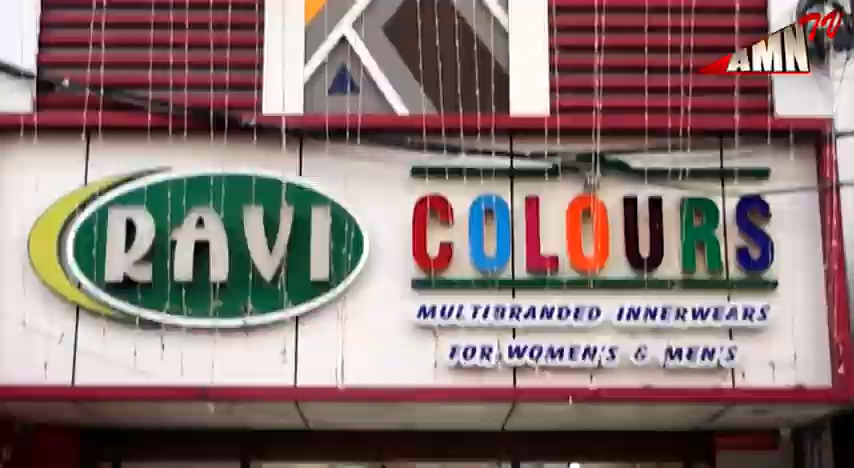 AMN TV
RAVI
COLOURS
MULTIBRANDED INNERWEARS
FOR WOMEN'S & MEN'S